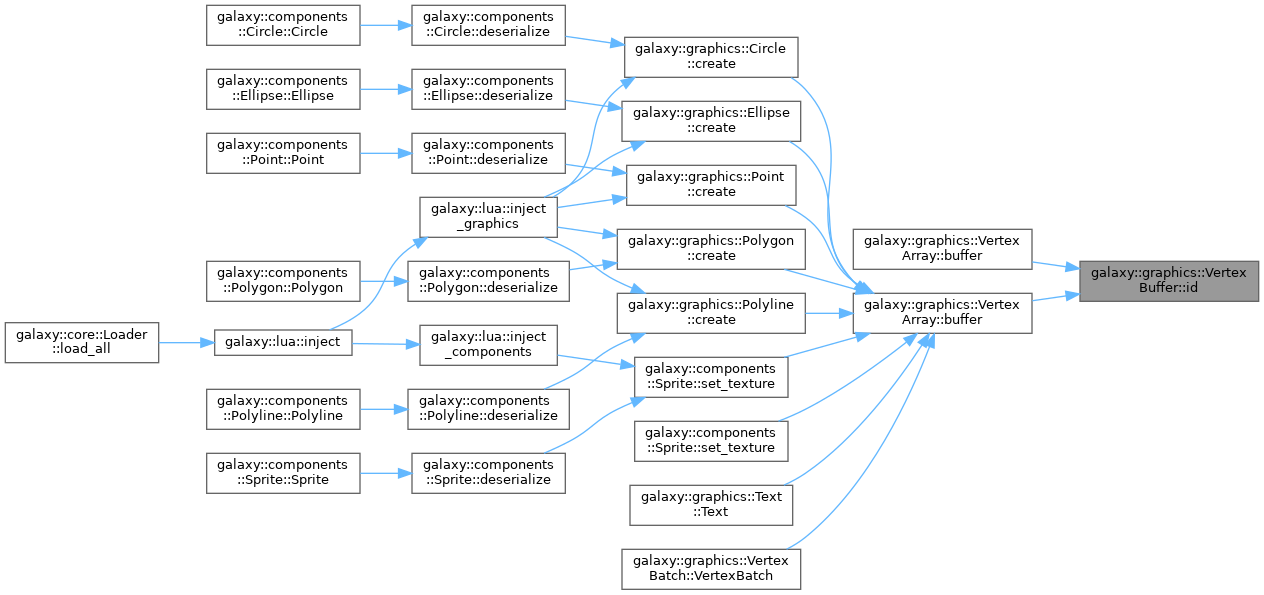 galaxy::components
::Circle::Circle
galaxy::components
::Circle::deserialize
galaxy::graphics::Circle
::create
galaxy::components
::Ellipse::Ellipse
galaxy::components
::Ellipse::deserialize
galaxy::graphics::Ellipse
::create
galaxy::components
::Point::Point
galaxy::components
::Point::deserialize
galaxy::graphics::Point
::create
galaxy::lua::inject
_graphics
galaxy::graphics::Polygon
::create
galaxy::graphics::Vertex
Array::buffer
galaxy::components
::Polygon::Polygon
galaxy::components
::Polygon::deserialize
galaxy::graphics::Vertex
Buffer::id
galaxy::graphics::Polyline
::create
galaxy::graphics::Vertex
Array::buffer
galaxy::core::Loader
::load_all
galaxy::lua::inject
galaxy::lua::inject
_components
galaxy::components
::Sprite::set_texture
galaxy::components
::Polyline::Polyline
galaxy::components
::Polyline::deserialize
galaxy::components
::Sprite::set_texture
galaxy::components
::Sprite::Sprite
galaxy::components
::Sprite::deserialize
galaxy::graphics::Text
::Text
galaxy::graphics::Vertex
Batch::VertexBatch